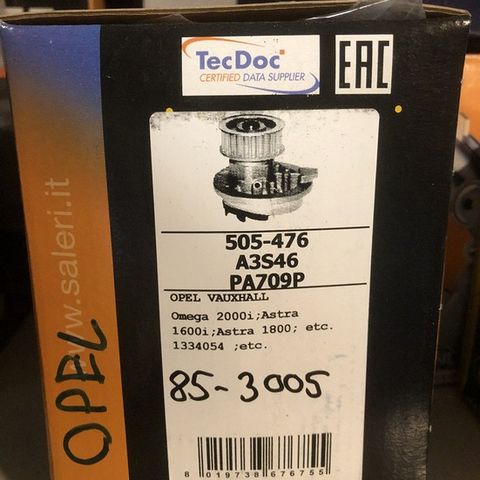 TecDoc
CERTIFIED DATA SUPPLIER
EAC
w.saleri.it
OPEL
505-476
A3S46
PA709P
OPEL VAUXHALL
Omega 2000i;Astra
1600i;Astra 1800; etc.
1334054 ;etc.
85-3005
8 019738 676755